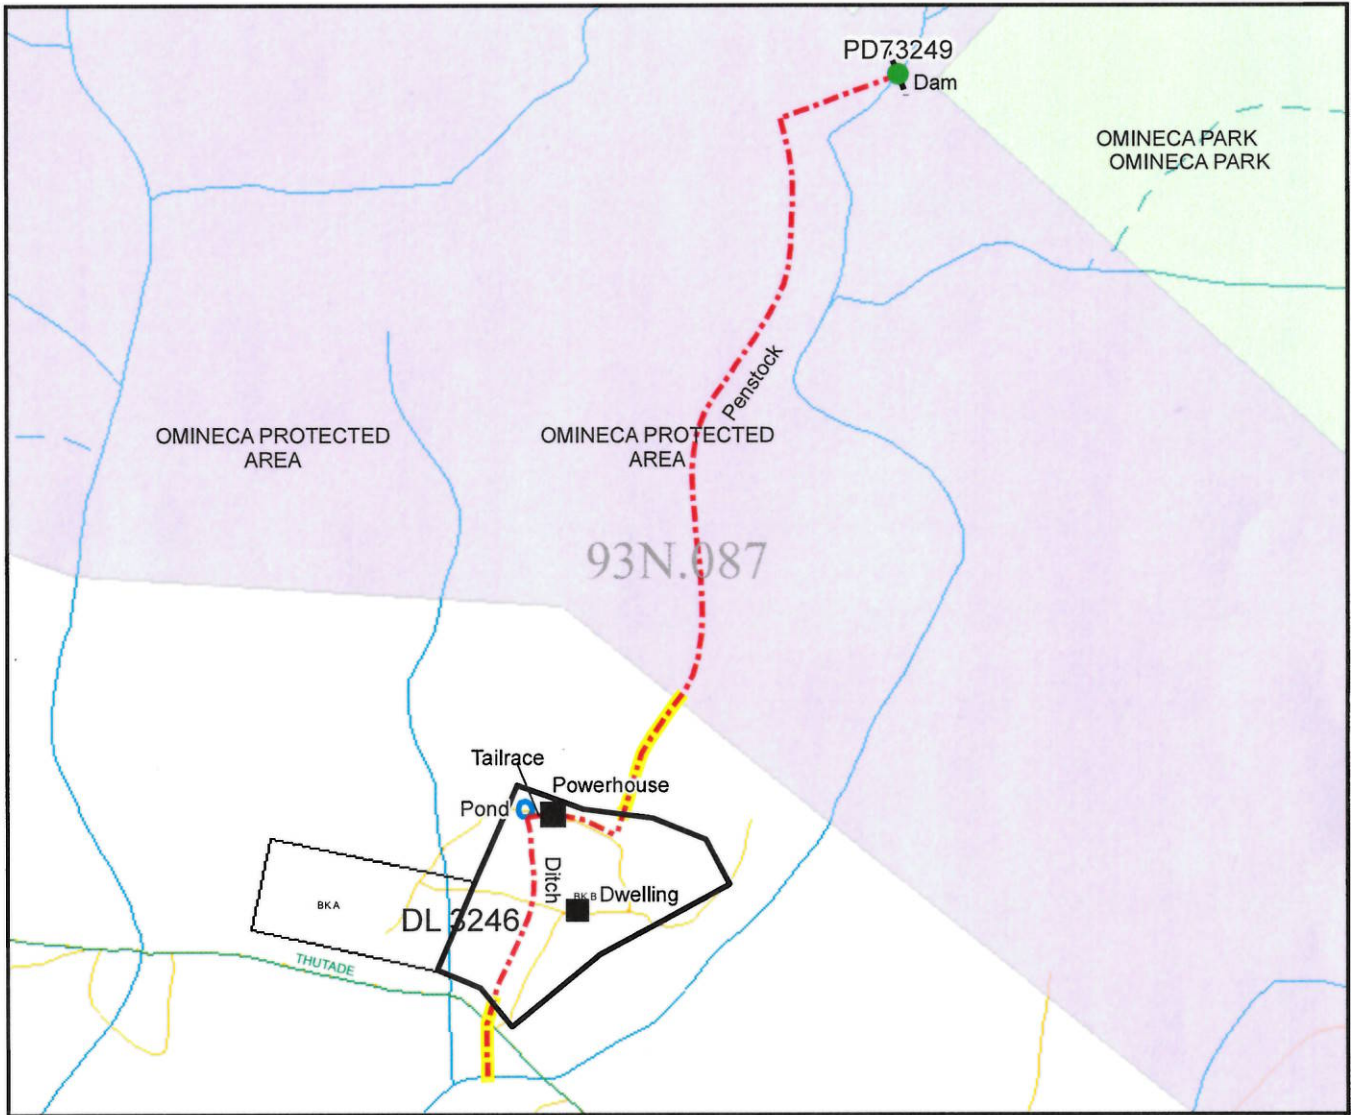 PD73249
Dam
OMINECA PARK
OMINECA PARK
Penstock
OMINECA PROTECTED
AREA
OMINECA PROTECTED
AREA
93N.087
Tailrace
Powerhouse
Pond
Ditch
BK B
Dwelling
BK A
DL 3246
THUTADE